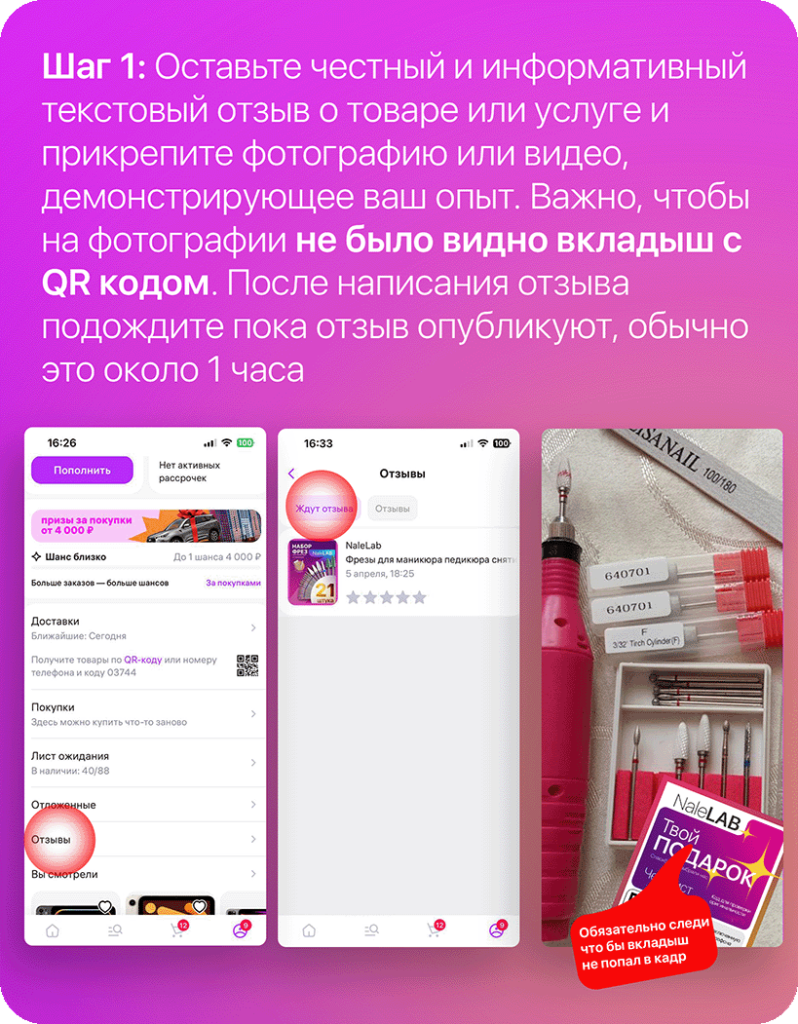 Шаг 1: Оставьте честный и информативный
текстовый отзыв о товаре или услуге и
прикрепите фотографию или видео,
демонстрирующее ваш опыт. Важно, чтобы
на фотографии не было видно вкладыш с
QR кодом. После написания отзыва
подождите пока отзыв опубликуют, обычно
это около 1 часа
16:26
100
Пополнить
Нет активных
рассрочек
призы за покупки
от 4 000 ₽
Шанс близко
До 1 шанса 4 000 ₽
Больше заказов — больше шансов
За покупками
Доставки
Ближайшие: Сегодня
Получите товары по QR-коду или номеру
телефона и коду 03744
Покупки
Здесь можно купить что-то заново
Лист ожидания
В наличии: 40/88
Отложенные
Отзывы
Вы смотрели
12
9
16:33
100
Отзывы
Ждут отзыва
Отзывы
НАБОР
ФРЕЗ
NaleLAB
21
ШТУКА
NaleLab
Фрезы для маникюра педикюра сняти
5 апреля, 18:25
12
9
ISANAIL 100/180
640701
640701
F
3/32' Tirch Cylinder(F)
NaleLAB
Твой
ПОДАРОК
Обязательно следи
что бы вкладыш
не попал в кадр